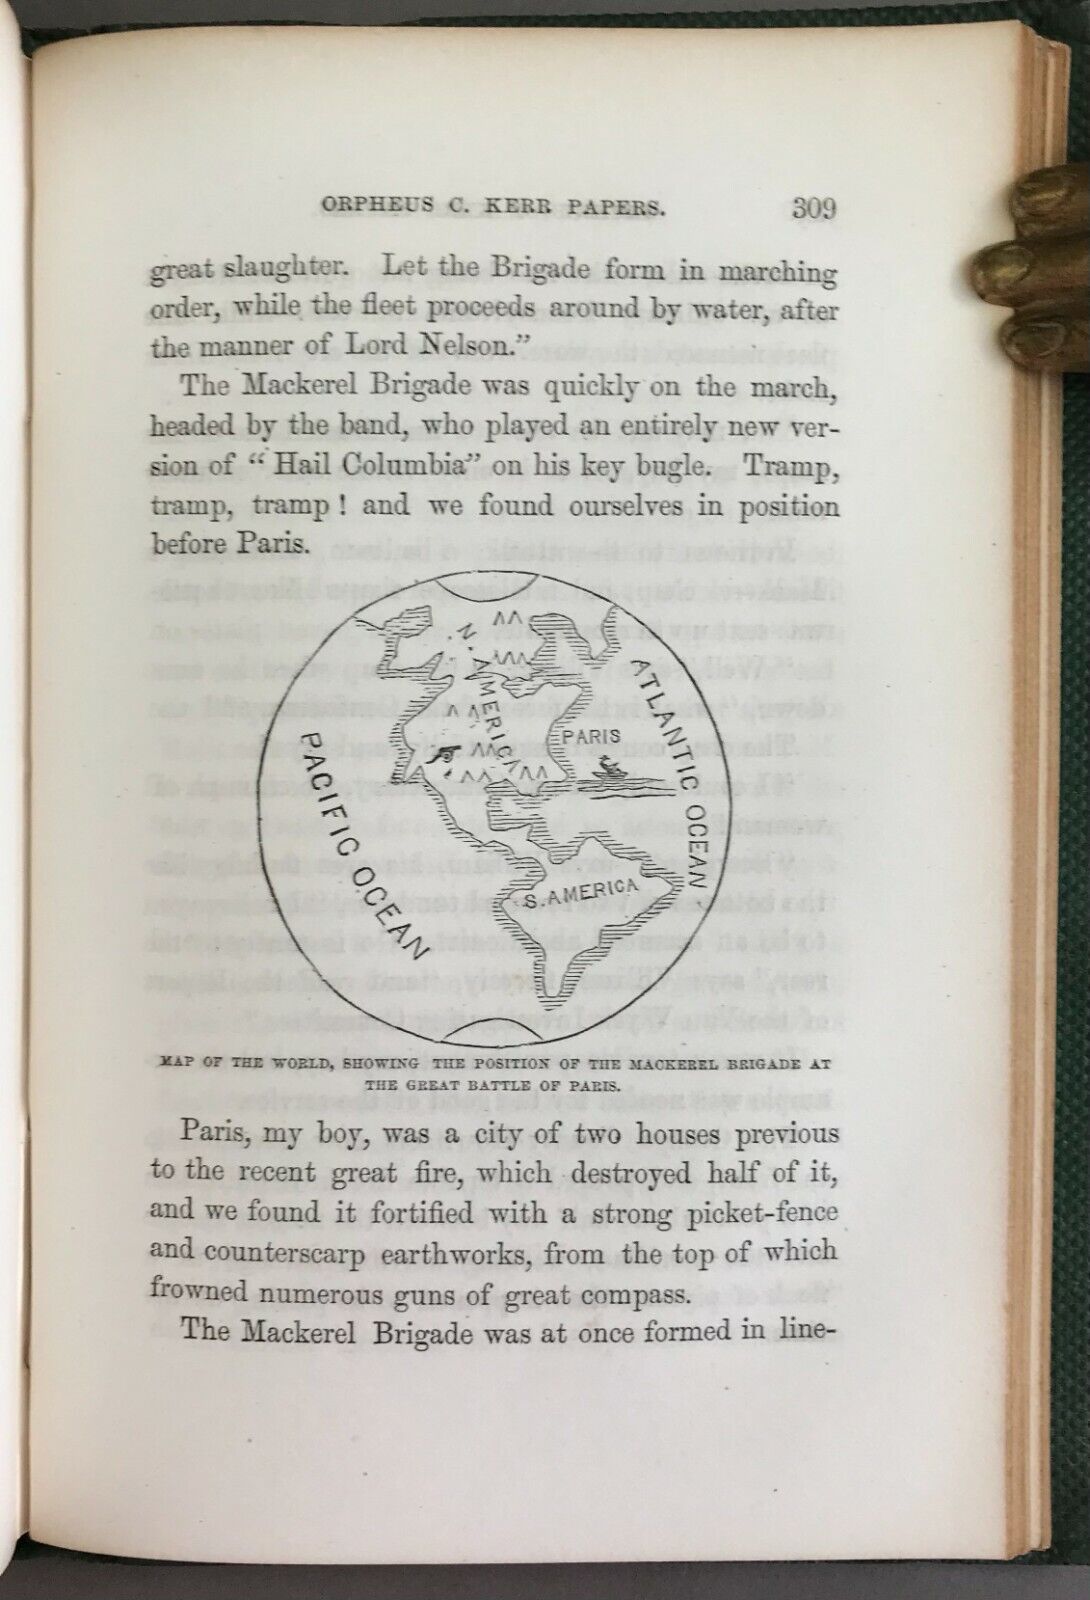 ORPHEUS C. KERR PAPERS. 309
great slaughter. Let the Brigade form in marching
order, while the fleet proceeds around by water, after
the manner of Lord Nelson.”
The Mackerel Brigade was quickly on the march,
headed by the band, who played an entirely new ver-
sion of “ Hail Columbia” on his key bugle. Tramp,
tramp, tramp ! and we found ourselves in position
before Paris.
N. AMERICA
ATLANTIC OCEAN
PARIS
PACIFIC OCEAN
S. AMERICA
MAP OF THE WORLD, SHOWING THE POSITION OF THE MACKEREL BRIGADE AT
THE GREAT BATTLE OF PARIS.
Paris, my boy, was a city of two houses previous
to the recent great fire, which destroyed half of it,
and we found it fortified with a strong picket-fence
and counterscarp earthworks, from the top of which
frowned numerous guns of great compass.
The Mackerel Brigade was at once formed in line-